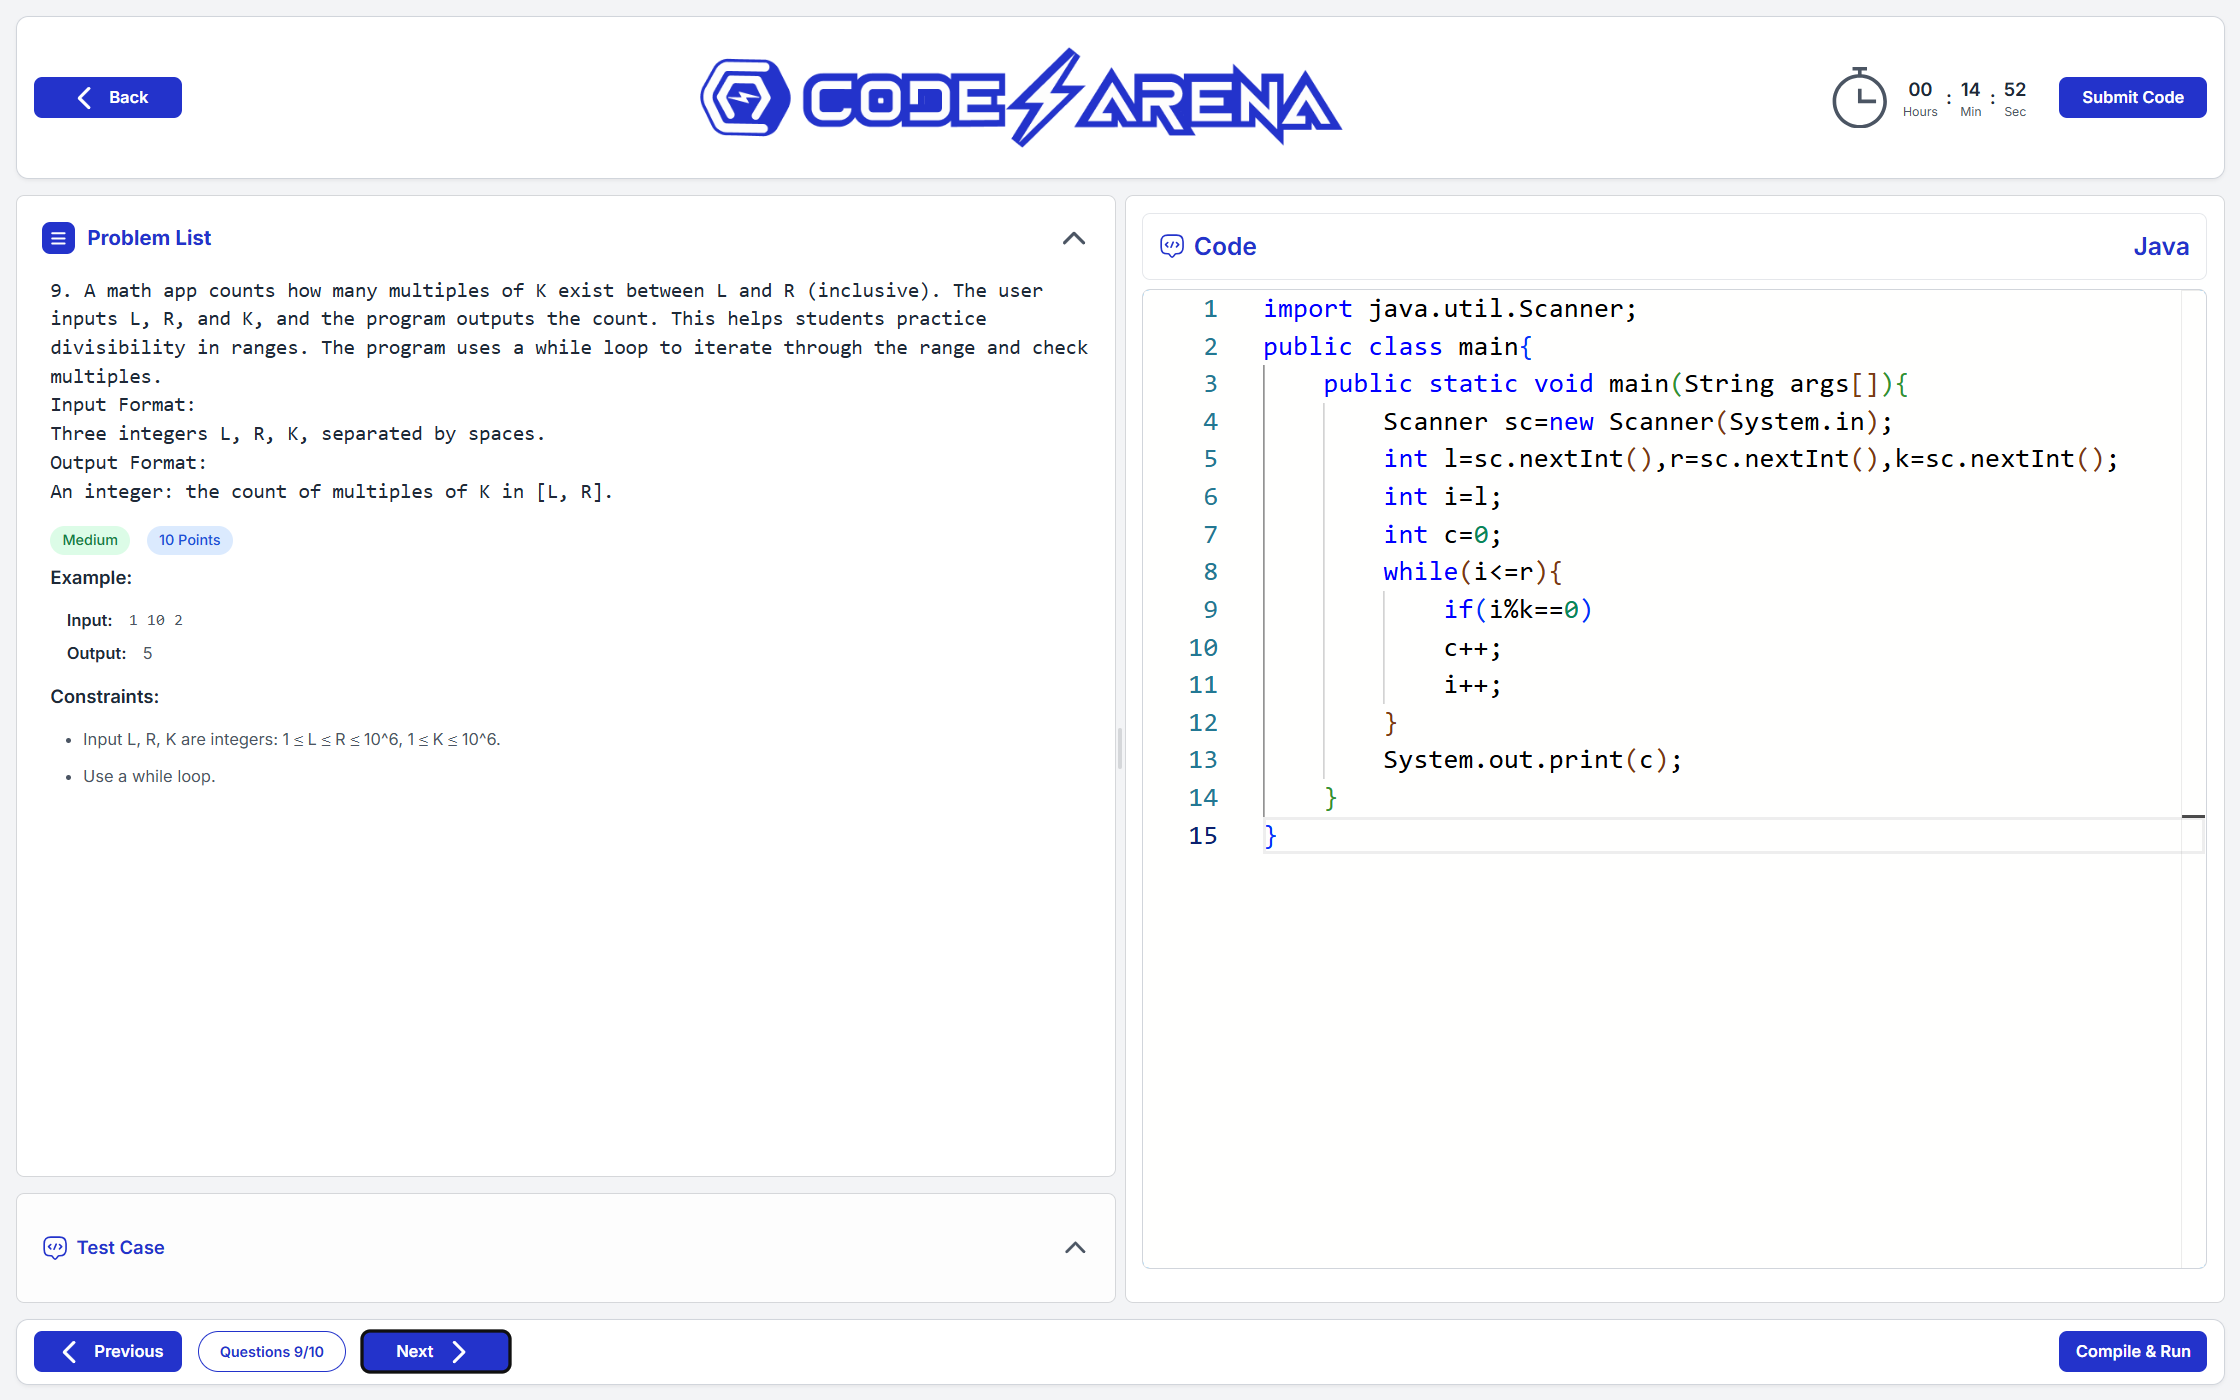 Back
CODE ARENA
00 : 14 : 52
Hours Min Sec
Submit Code
Problem List
9. A math app counts how many multiples of K exist between L and R (inclusive). The user
inputs L, R, and K, and the program outputs the count. This helps students practice
divisibility in ranges. The program uses a while loop to iterate through the range and check
multiples.
Input Format:
Three integers L, R, K, separated by spaces.
Output Format:
An integer: the count of multiples of K in [L, R].
Medium 10 Points
Example:
Input: 1 10 2
Output: 5
Constraints:
• Input L, R, K are integers: 1 ≤ L ≤ R ≤ 10^6, 1 ≤ K ≤ 10^6.
• Use a while loop.
Test Case
Code Java
1 import java.util.Scanner;
2 public class main{
3 public static void main(String args[]){
4 Scanner sc=new Scanner(System.in);
5 int l=sc.nextInt(),r=sc.nextInt(),k=sc.nextInt();
6 int i=l;
7 int c=0;
8 while(i<=r){
9 if(i%k==0)
10 c++;
11 i++;
12 }
13 System.out.print(c);
14 }
15 }
Previous Questions 9/10 Next Compile & Run